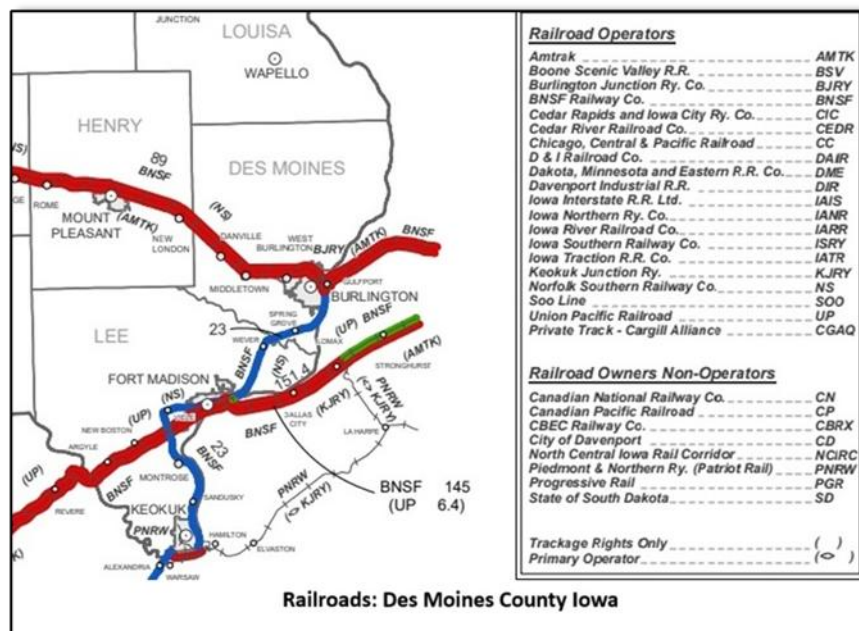 JUNCTION
LOUISA
WAPELLO
HENRY
89
BNSF
DES MOINES
ROME
MOUNT
PLEASANT
(AMTK)
(NS)
NEW
LONDON
DANVILLE
WEST
BURLINGTON
BJRY
(AMTK)
BNSF
MIDDLETOWN
GULFPORT
BURLINGTON
SPRING
GROVE
LEE
23
WEVER
LOMAX
(UP) BNSF
BNSF
(NS)
151.4
STRONGHURST
(AMTK)
FORT MADISON
(NS)
(UP)
NEW BOSTON
ARGYLE
BNSF
DALLAS
CITY
(KJRY)
PNRW
(<> KJRY)
LA HARPE
23
BNSF
(UP)
BNSF
MONTROSE
REVERE
SANDUSKY
PNRW
(<> KJRY)
BNSF 145
(UP 6.4)
KEOKUK
PNRW
HAMILTON
ELVASTON
ALEXANDRIA
WARSAW
Railroads: Des Moines County Iowa
Railroad Operators
Amtrak AMTK
Boone Scenic Valley R.R. BSV
Burlington Junction Ry. Co. BJRY
BNSF Railway Co. BNSF
Cedar Rapids and Iowa City Ry. Co. CIC
Cedar River Railroad Co. CEDR
Chicago, Central & Pacific Railroad CC
D & I Railroad Co. DAIR
Dakota, Minnesota and Eastern R.R. Co. DME
Davenport Industrial R.R. DIR
Iowa Interstate R.R. Ltd. IAIS
Iowa Northern Ry. Co. IANR
Iowa River Railroad Co. IARR
Iowa Southern Railway Co. ISRY
Iowa Traction R.R. Co. IATR
Keokuk Junction Ry. KJRY
Norfolk Southern Railway Co. NS
Soo Line SOO
Union Pacific Railroad UP
Private Track - Cargill Alliance CGAQ
Railroad Owners Non-Operators
Canadian National Railway Co. CN
Canadian Pacific Railroad CP
CBEC Railway Co. CBRX
City of Davenport CD
North Central Iowa Rail Corridor NCIRC
Piedmont & Northern Ry. (Patriot Rail) PNRW
Progressive Rail PGR
State of South Dakota SD
Trackage Rights Only ( )
Primary Operator (<> )